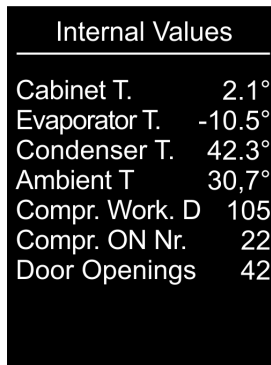 Internal Values
Cabinet T. 2.1°
Evaporator T. -10.5°
Condenser T. 42.3°
Ambient T 30,7°
Compr. Work. D 105
Compr. ON Nr. 22
Door Openings 42